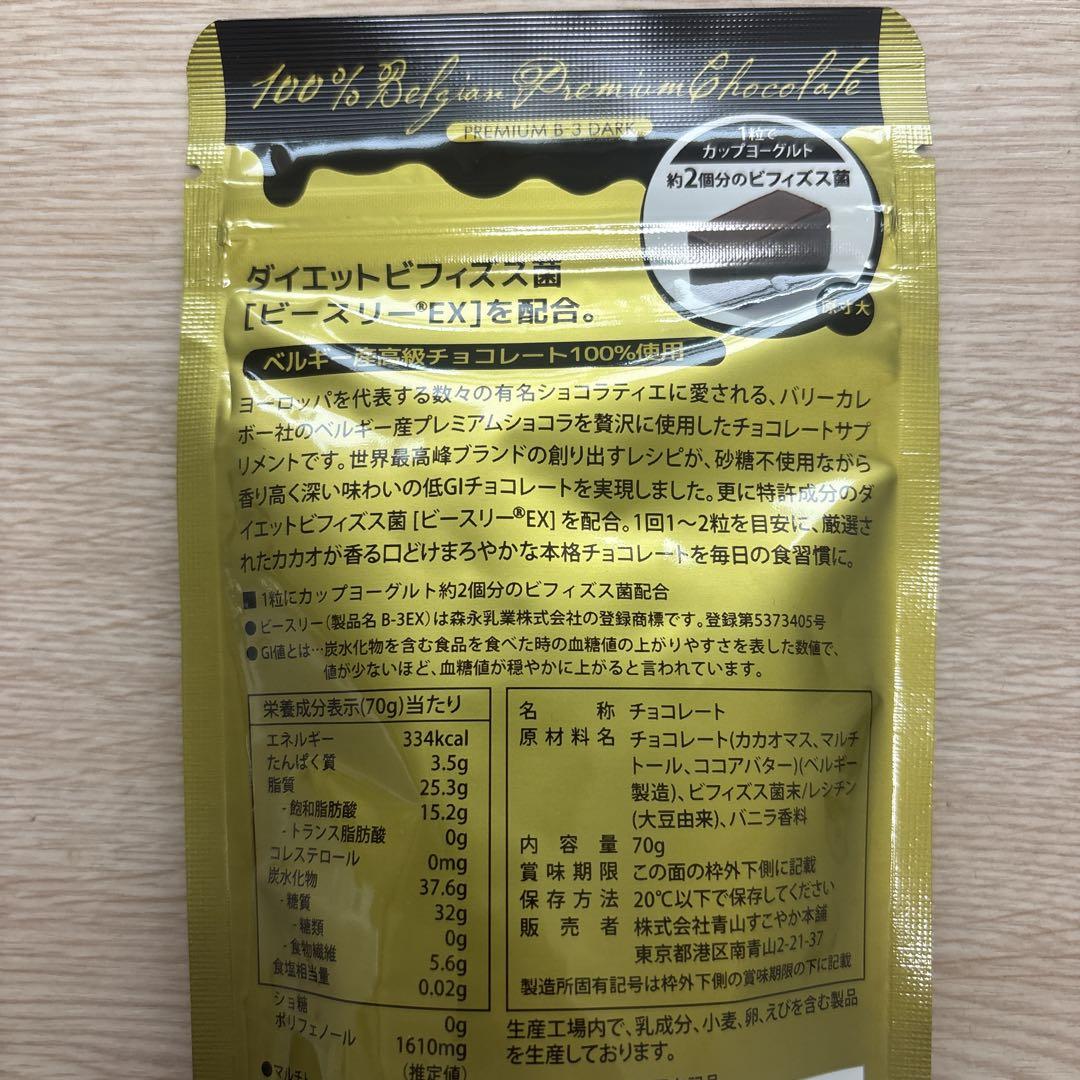 100% Belgian Premium Chocolate
PREMIUM B-3 DARK
1粒で
カップヨーグルト
約2個分のビフィズス菌
原寸大
ダイエットビフィズス菌
[ビースリー®EX]を配合。
ベルギー産高級チョコレート100%使用
ヨーロッパを代表する数々の有名ショコラティエに愛される、バリーカレ
ボー社のベルギー産プレミアムショコラを贅沢に使用したチョコレートサプ
リメントです。世界最高峰ブランドの創り出すレシピが、砂糖不使用ながら
香り高く深い味わいの低GIチョコレートを実現しました。更に特許成分のダ
イエットビフィズス菌 [ビースリー®EX] を配合。1回1〜2粒を目安に、厳選さ
れたカカオが香る口どけまろやかな本格チョコレートを毎日の食習慣に。
■ 1粒にカップヨーグルト約2個分のビフィズス菌配合
● ビースリー(製品名 B-3EX)は森永乳業株式会社の登録商標です。登録第5373405号
● GI値とは…炭水化物を含む食品を食べた時の血糖値の上がりやすさを表した数値で、
値が少ないほど、血糖値が穏やかに上がると言われています。
栄養成分表示(70g)当たり
エネルギー 334kcal
たんぱく質 3.5g
脂質 25.3g
- 飽和脂肪酸 15.2g
- トランス脂肪酸 0g
コレステロール 0mg
炭水化物 37.6g
- 糖質 32g
- 糖類 0g
- 食物繊維 5.6g
食塩相当量 0.02g
ショ糖 0g
ポリフェノール 1610mg
(推定値)
名称 チョコレート
原材料名 チョコレート(カカオマス、マルチ
トール、ココアバター)(ベルギー
製造)、ビフィズス菌末/レシチン
(大豆由来)、バニラ香料
内容量 70g
賞味期限 この面の枠外下側に記載
保存方法 20℃以下で保存してください
販売者 株式会社青山すこやか本舗
東京都港区南青山2-21-37
製造所固有記号は枠外下側の賞味期限の下に記載
生産工場内で、乳成分、小麦、卵、えびを含む製品
を生産しております。